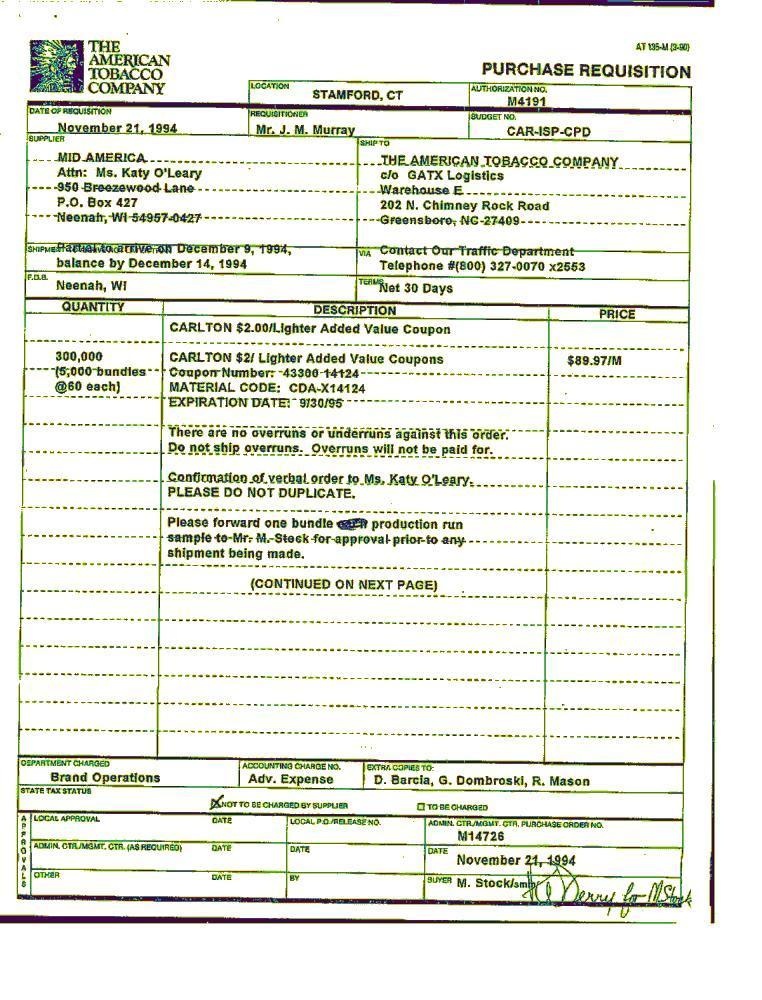 AT 135-M (3-90)
THE
AMERICAN
TOBACCO
COMPANY
PURCHASE REQUISITION
LOCATION
STAMFORD, CT
AUTHORIZATION NO.
M4191
DATE OF REQUISITION
November 21, 1994
REQUISITIONER
Mr. J. M. Murray
BUDGET NO.
CAR-ISP-CPD
SUPPLIER
MID AMERICA
Attn: Ms. Katy O'Leary
950 Breezewood Lane
P.O. Box 427
Neenah, WI 54957-0427
SHIP TO
THE AMERICAN TOBACCO COMPANY
c/o GATX Logistics
Warehouse E
202 N. Chimney Rock Road
Greensboro, NC 27409
Partial to arrive on December 9, 1994,
balance by December 14, 1994
VIA
Contact Our Traffic Department
Telephone #(800) 327-0070 x2553
F.O.B.
Neenah, WI
TERMS
Net 30 Days
QUANTITY DESCRIPTION PRICE
CARLTON $2.00/Lighter Added Value Coupon
300,000 CARLTON $2/ Lighter Added Value Coupons $89.97/M
(5,000 bundles Coupon Number: 43300 14124
@60 each) MATERIAL CODE: CDA-X14124
EXPIRATION DATE: 9/30/95
There are no overruns or underruns against this order.
Do not ship overruns. Overruns will not be paid for.
Confirmation of verbal order to Ms. Katy O'Leary.
PLEASE DO NOT DUPLICATE.
Please forward one bundle production run
sample to Mr. M. Stock for approval prior to any
shipment being made.
(CONTINUED ON NEXT PAGE)
DEPARTMENT CHARGED
Brand Operations
ACCOUNTING CHARGE NO.
Adv. Expense
EXTRA COPIES TO:
D. Barcia, G. Dombroski, R. Mason
STATE TAX STATUS
NOT TO BE CHARGED BY SUPPLIER TO BE CHARGED
APPROVALS
LOCAL APPROVAL DATE LOCAL P.O./RELEASE NO. ADMIN. CTR./MGMT. CTR. PURCHASE ORDER NO.
M14726
ADMIN. CTR./MGMT. CTR. (AS REQUIRED) DATE DATE DATE
November 21, 1994
OTHER DATE BY BUYER M. Stock/smb
Derry for M Stock